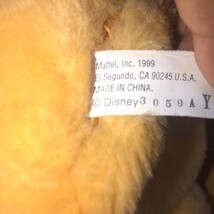 Mattel, Inc. 1999
El Segundo, CA 90245 U.S.A.
MADE IN CHINA.
© Disney 3059AY